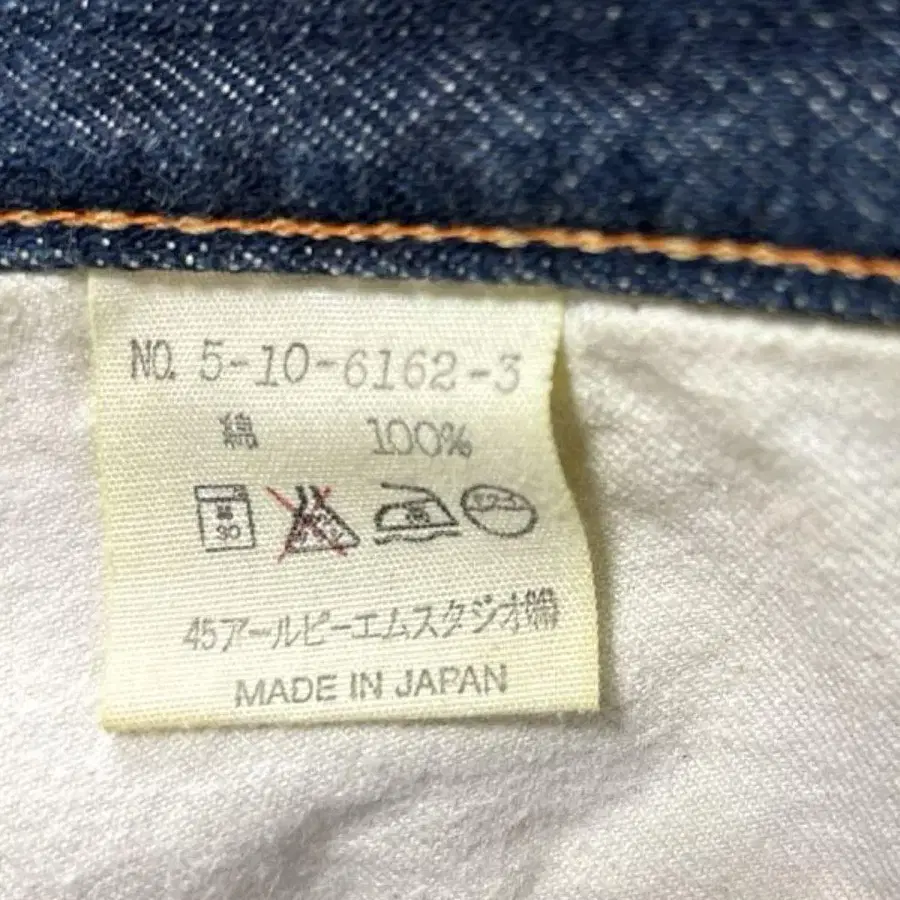 NO. 5-10-6162-3
綿 100%
30
45アールピーエムスタジオ㈱
MADE IN JAPAN